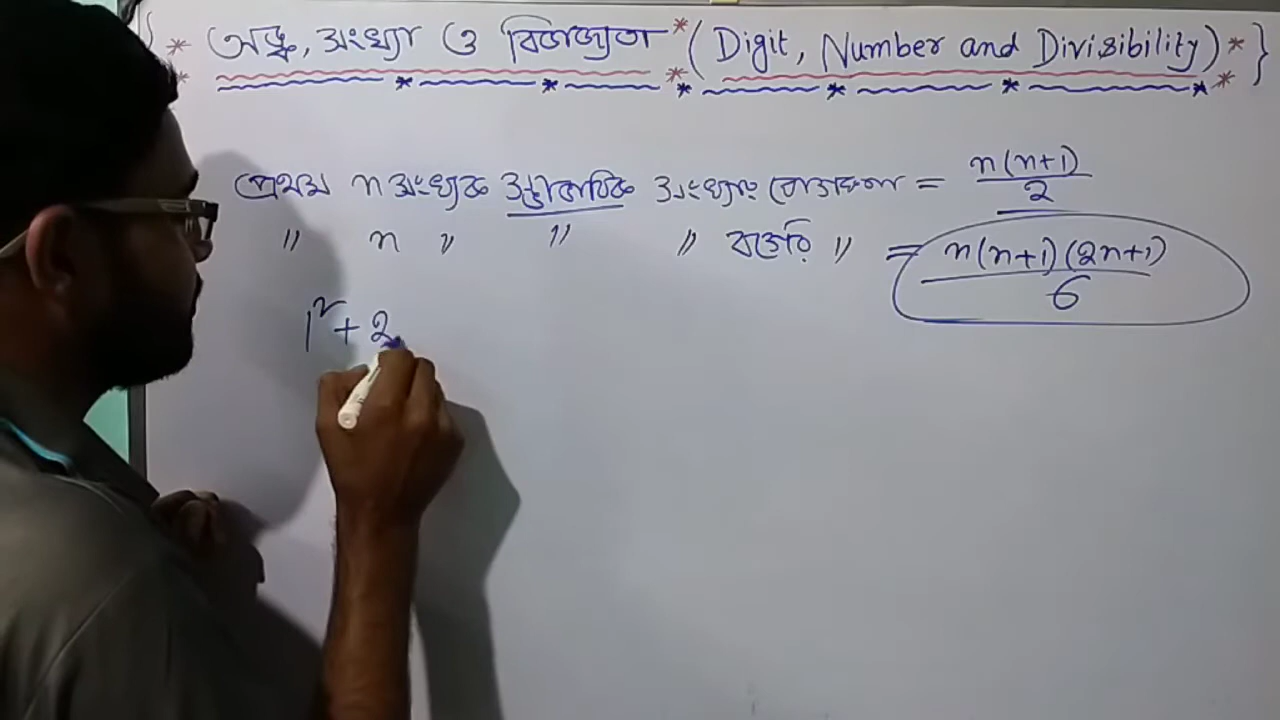 * অঙ্ক, সংখ্যা ও বিভাজ্যতা * ( Digit, Number and Divisibility ) * }
প্রথম n সংখ্যক স্বাভাবিক সংখ্যার যোগফল = n(n+1)/2
" n " " " বর্গের " = n(n+1)(2n+1)/6
1² + 2